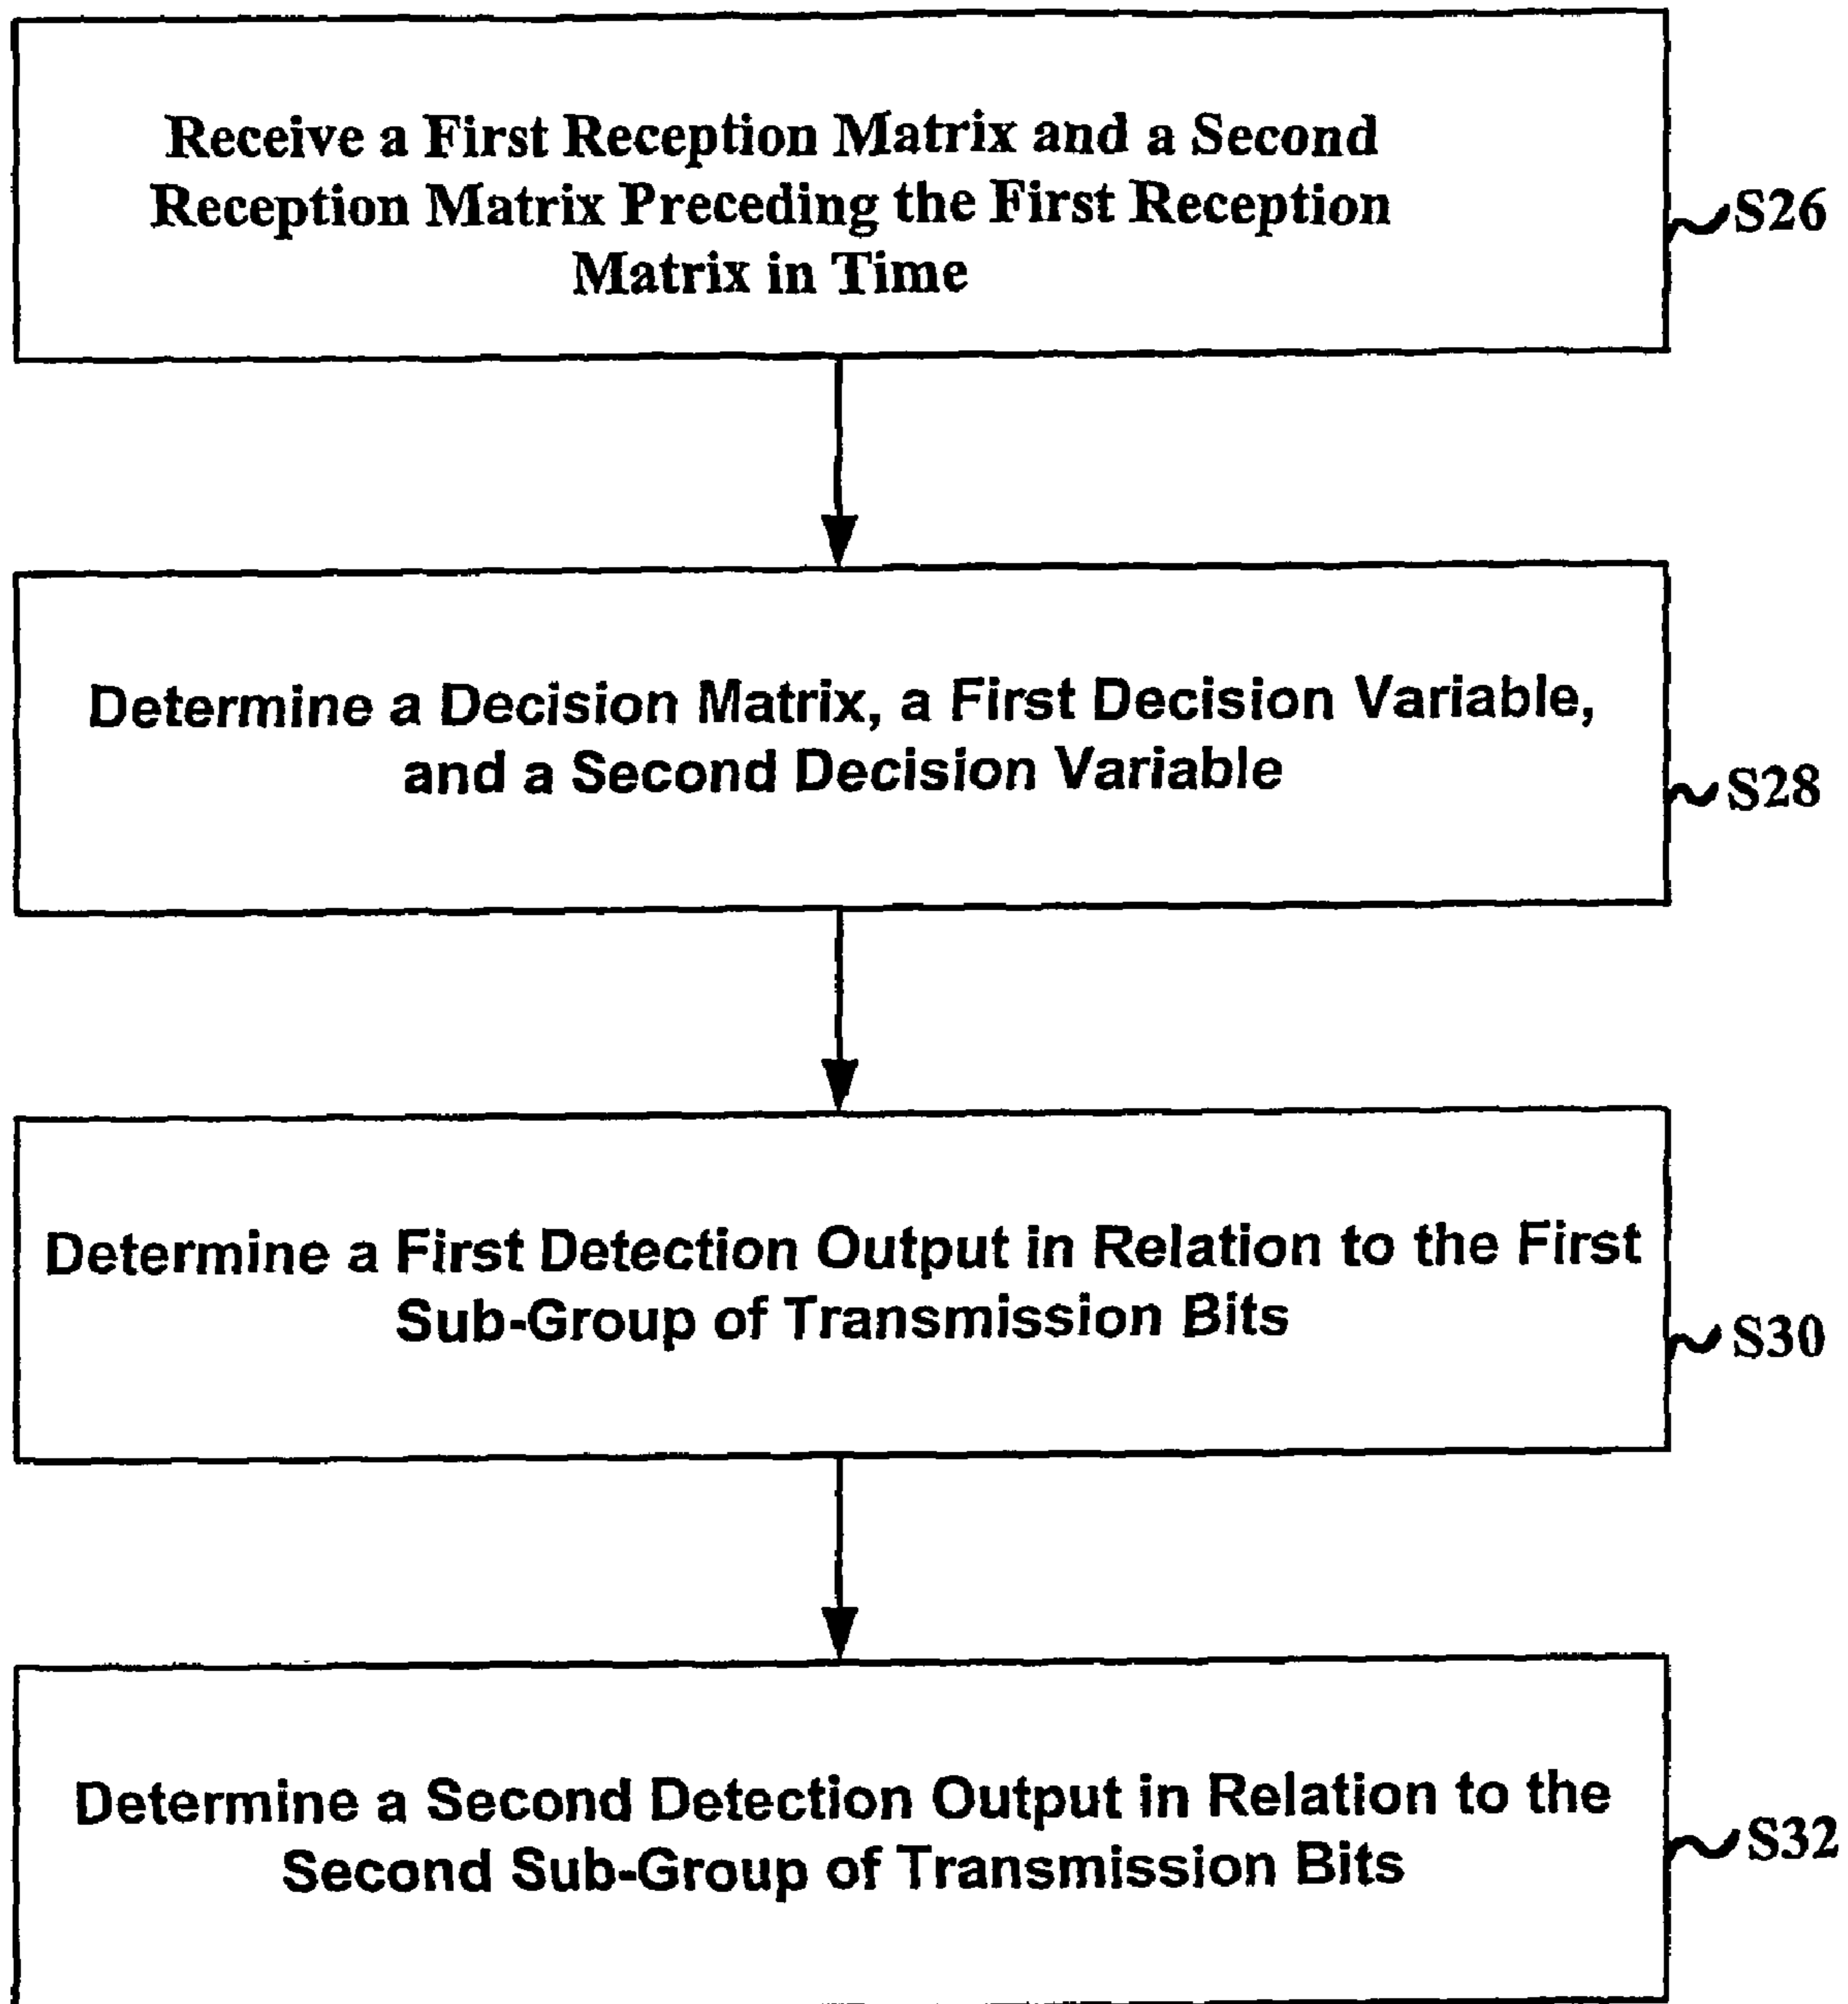 Receive a First Reception Matrix and a Second
Reception Matrix Preceding the First Reception
Matrix in Time
S26
Determine a Decision Matrix, a First Decision Variable,
and a Second Decision Variable
S28
Determine a First Detection Output in Relation to the First
Sub-Group of Transmission Bits
S30
Determine a Second Detection Output in Relation to the
Second Sub-Group of Transmission Bits
S32